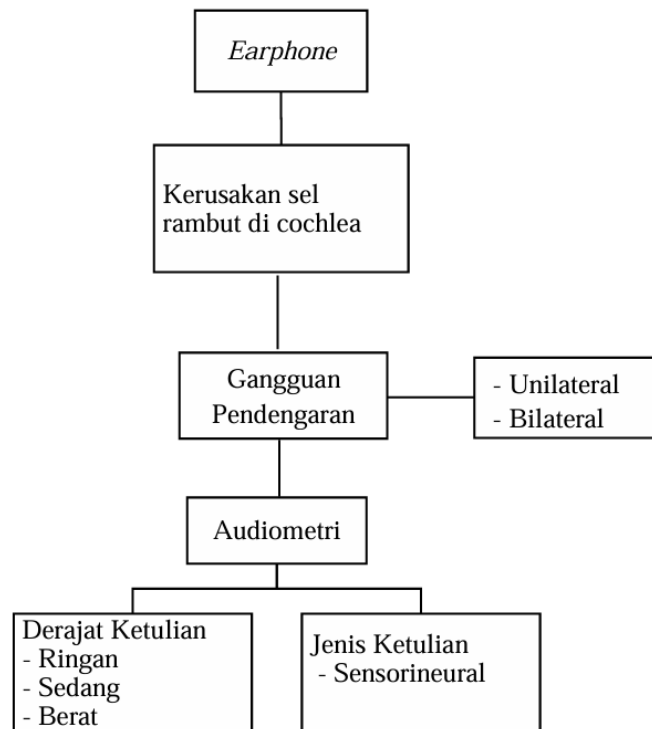 Earphone
Kerusakan sel
rambut di cochlea
Gangguan
Pendengaran
- Unilateral
- Bilateral
Audiometri
Derajat Ketulian
- Ringan
- Sedang
- Berat
Jenis Ketulian
- Sensorineural